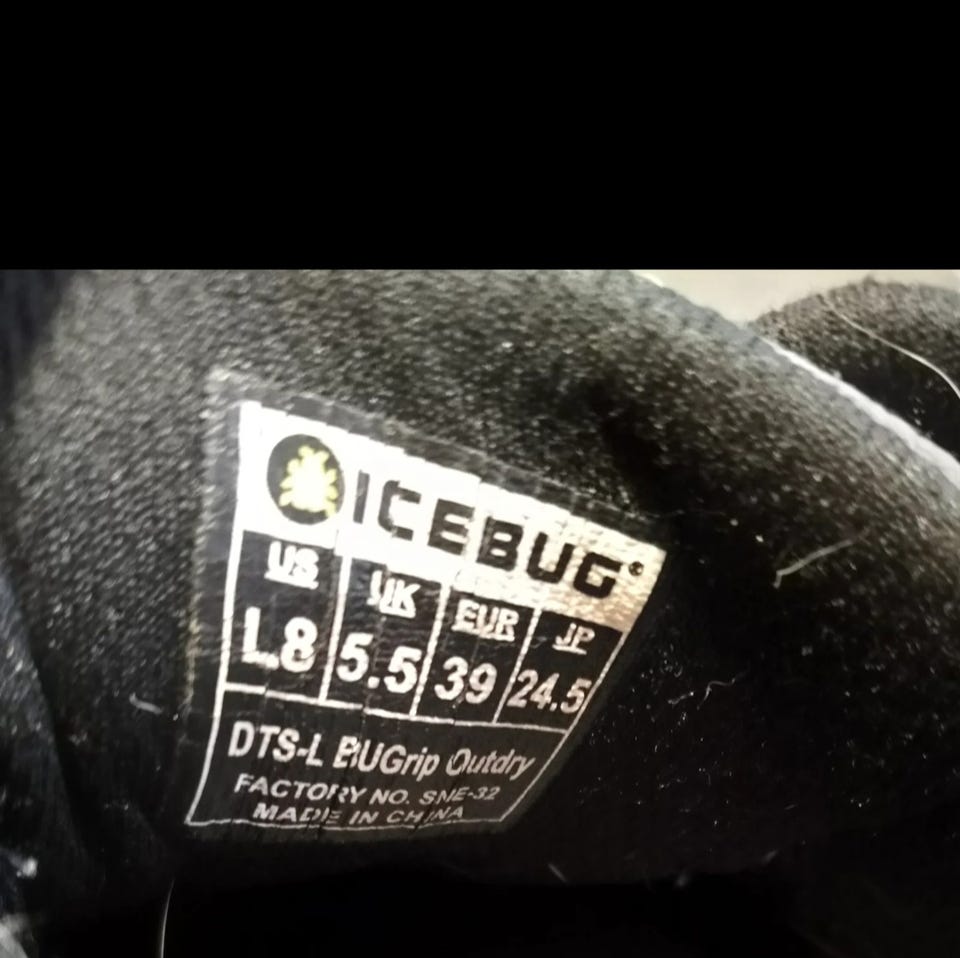 ICEBUG
US UK EUR JP
L8 5.5 39 24.5
DTS-L BUGrip Outdry
FACTORY NO. SNE-32
MADE IN CHINA